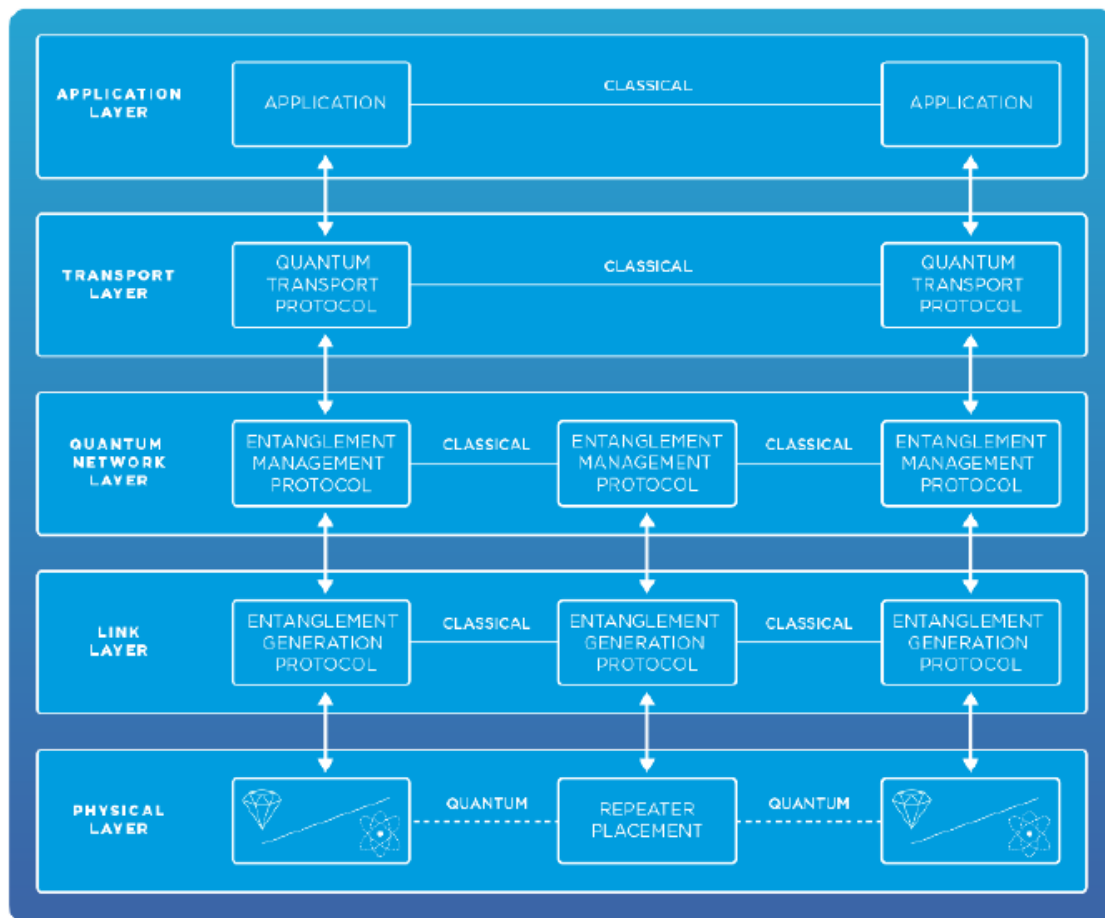 APPLICATION
LAYER
APPLICATION
CLASSICAL
APPLICATION
TRANSPORT
LAYER
QUANTUM
TRANSPORT
PROTOCOL
CLASSICAL
QUANTUM
TRANSPORT
PROTOCOL
QUANTUM
NETWORK
LAYER
ENTANGLEMENT
MANAGEMENT
PROTOCOL
CLASSICAL
ENTANGLEMENT
MANAGEMENT
PROTOCOL
CLASSICAL
ENTANGLEMENT
MANAGEMENT
PROTOCOL
LINK
LAYER
ENTANGLEMENT
GENERATION
PROTOCOL
CLASSICAL
ENTANGLEMENT
GENERATION
PROTOCOL
CLASSICAL
ENTANGLEMENT
GENERATION
PROTOCOL
PHYSICAL
LAYER
QUANTUM
REPEATER
PLACEMENT
QUANTUM